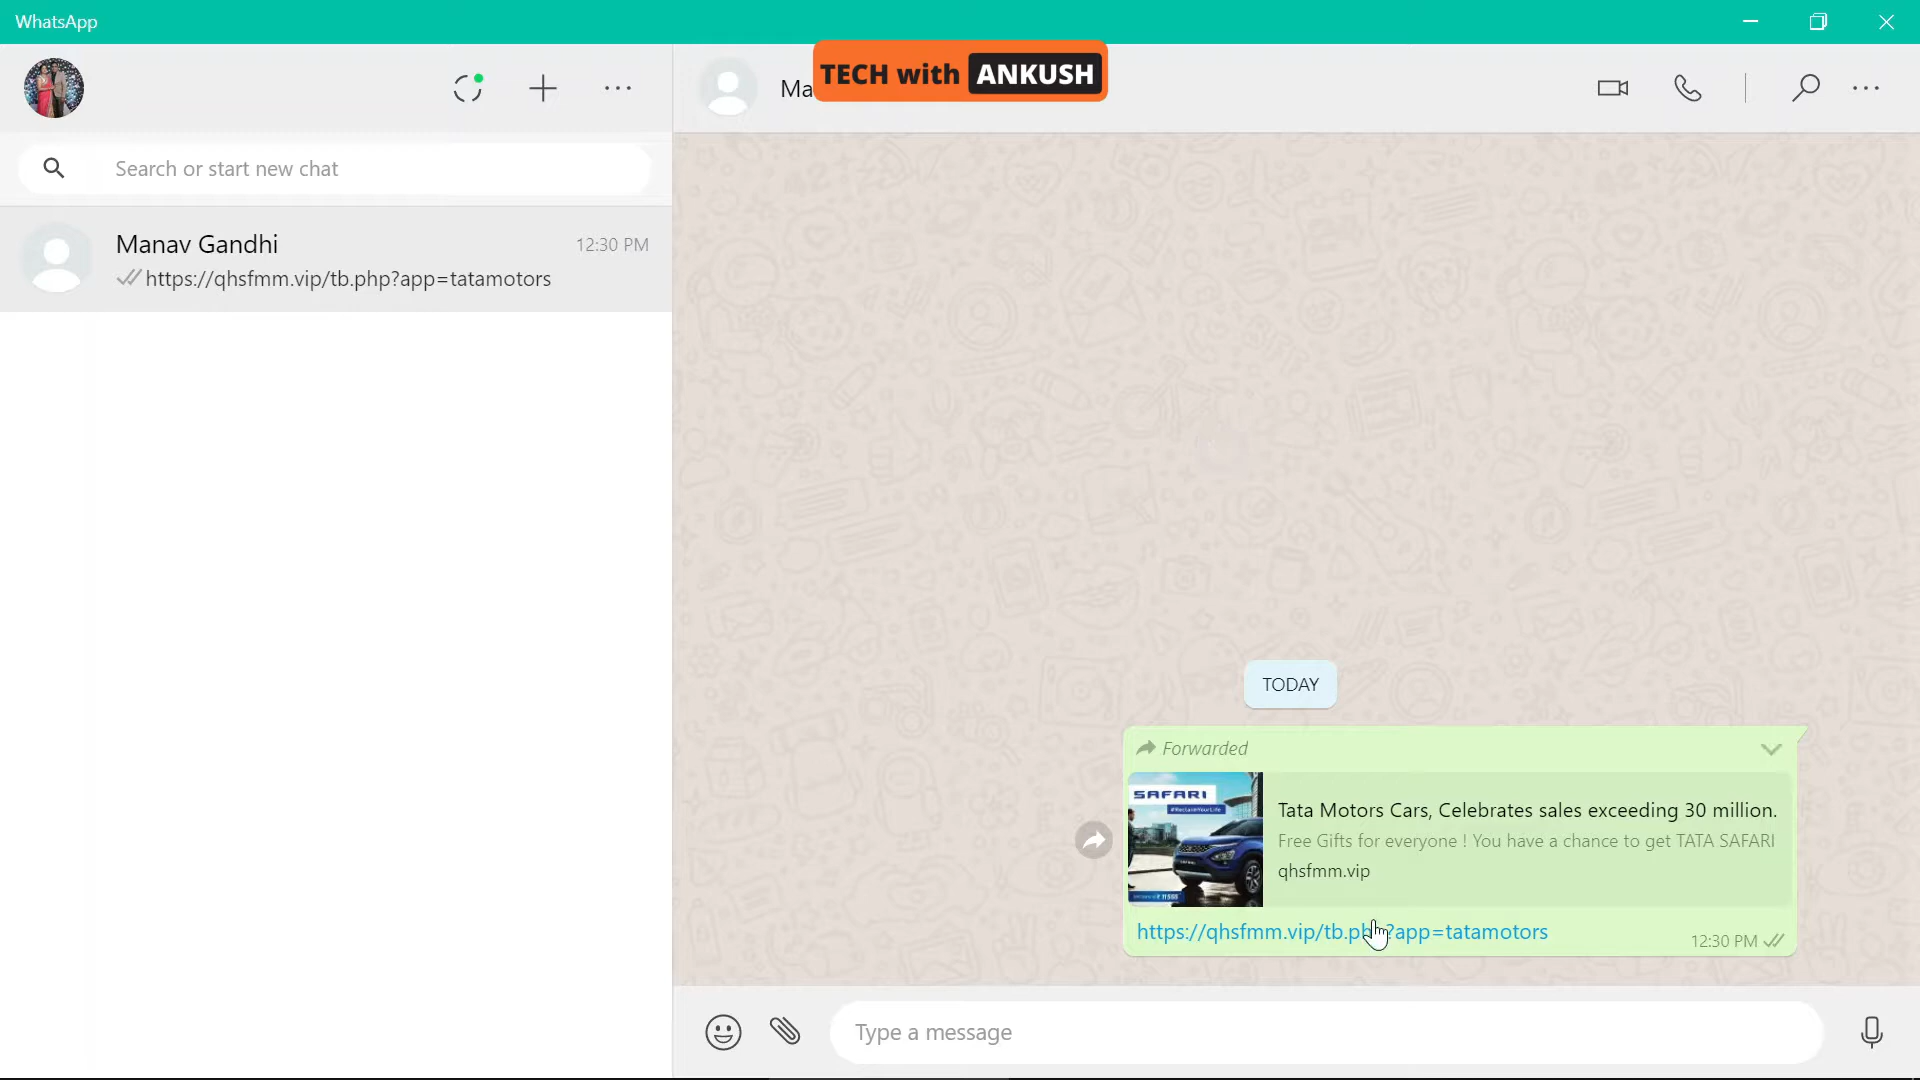 WhatsApp
TECH with ANKUSH
Ma
Search or start new chat
Manav Gandhi
12:30 PM
https://qhsfmm.vip/tb.php?app=tatamotors
TODAY
Forwarded
SAFARI
#ReclaimYourLife
Tata Motors Cars, Celebrates sales exceeding 30 million.
Free Gifts for everyone ! You have a chance to get TATA SAFARI
qhsfmm.vip
https://qhsfmm.vip/tb.php?app=tatamotors
12:30 PM
Type a message